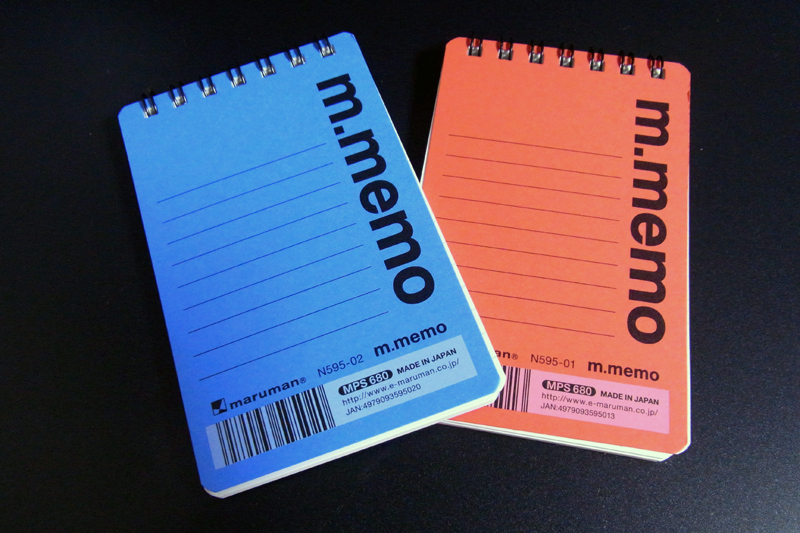 m.memo
maruman® N595-02 m.memo
MPS 680 MADE IN JAPAN
http://www.e-maruman.co.jp/
JAN:4979093595020
m.memo
man® N595-01 m.memo
MPS 680 MADE IN JAPAN
http://www.e-maruman.co.jp/
JAN:4979093595013